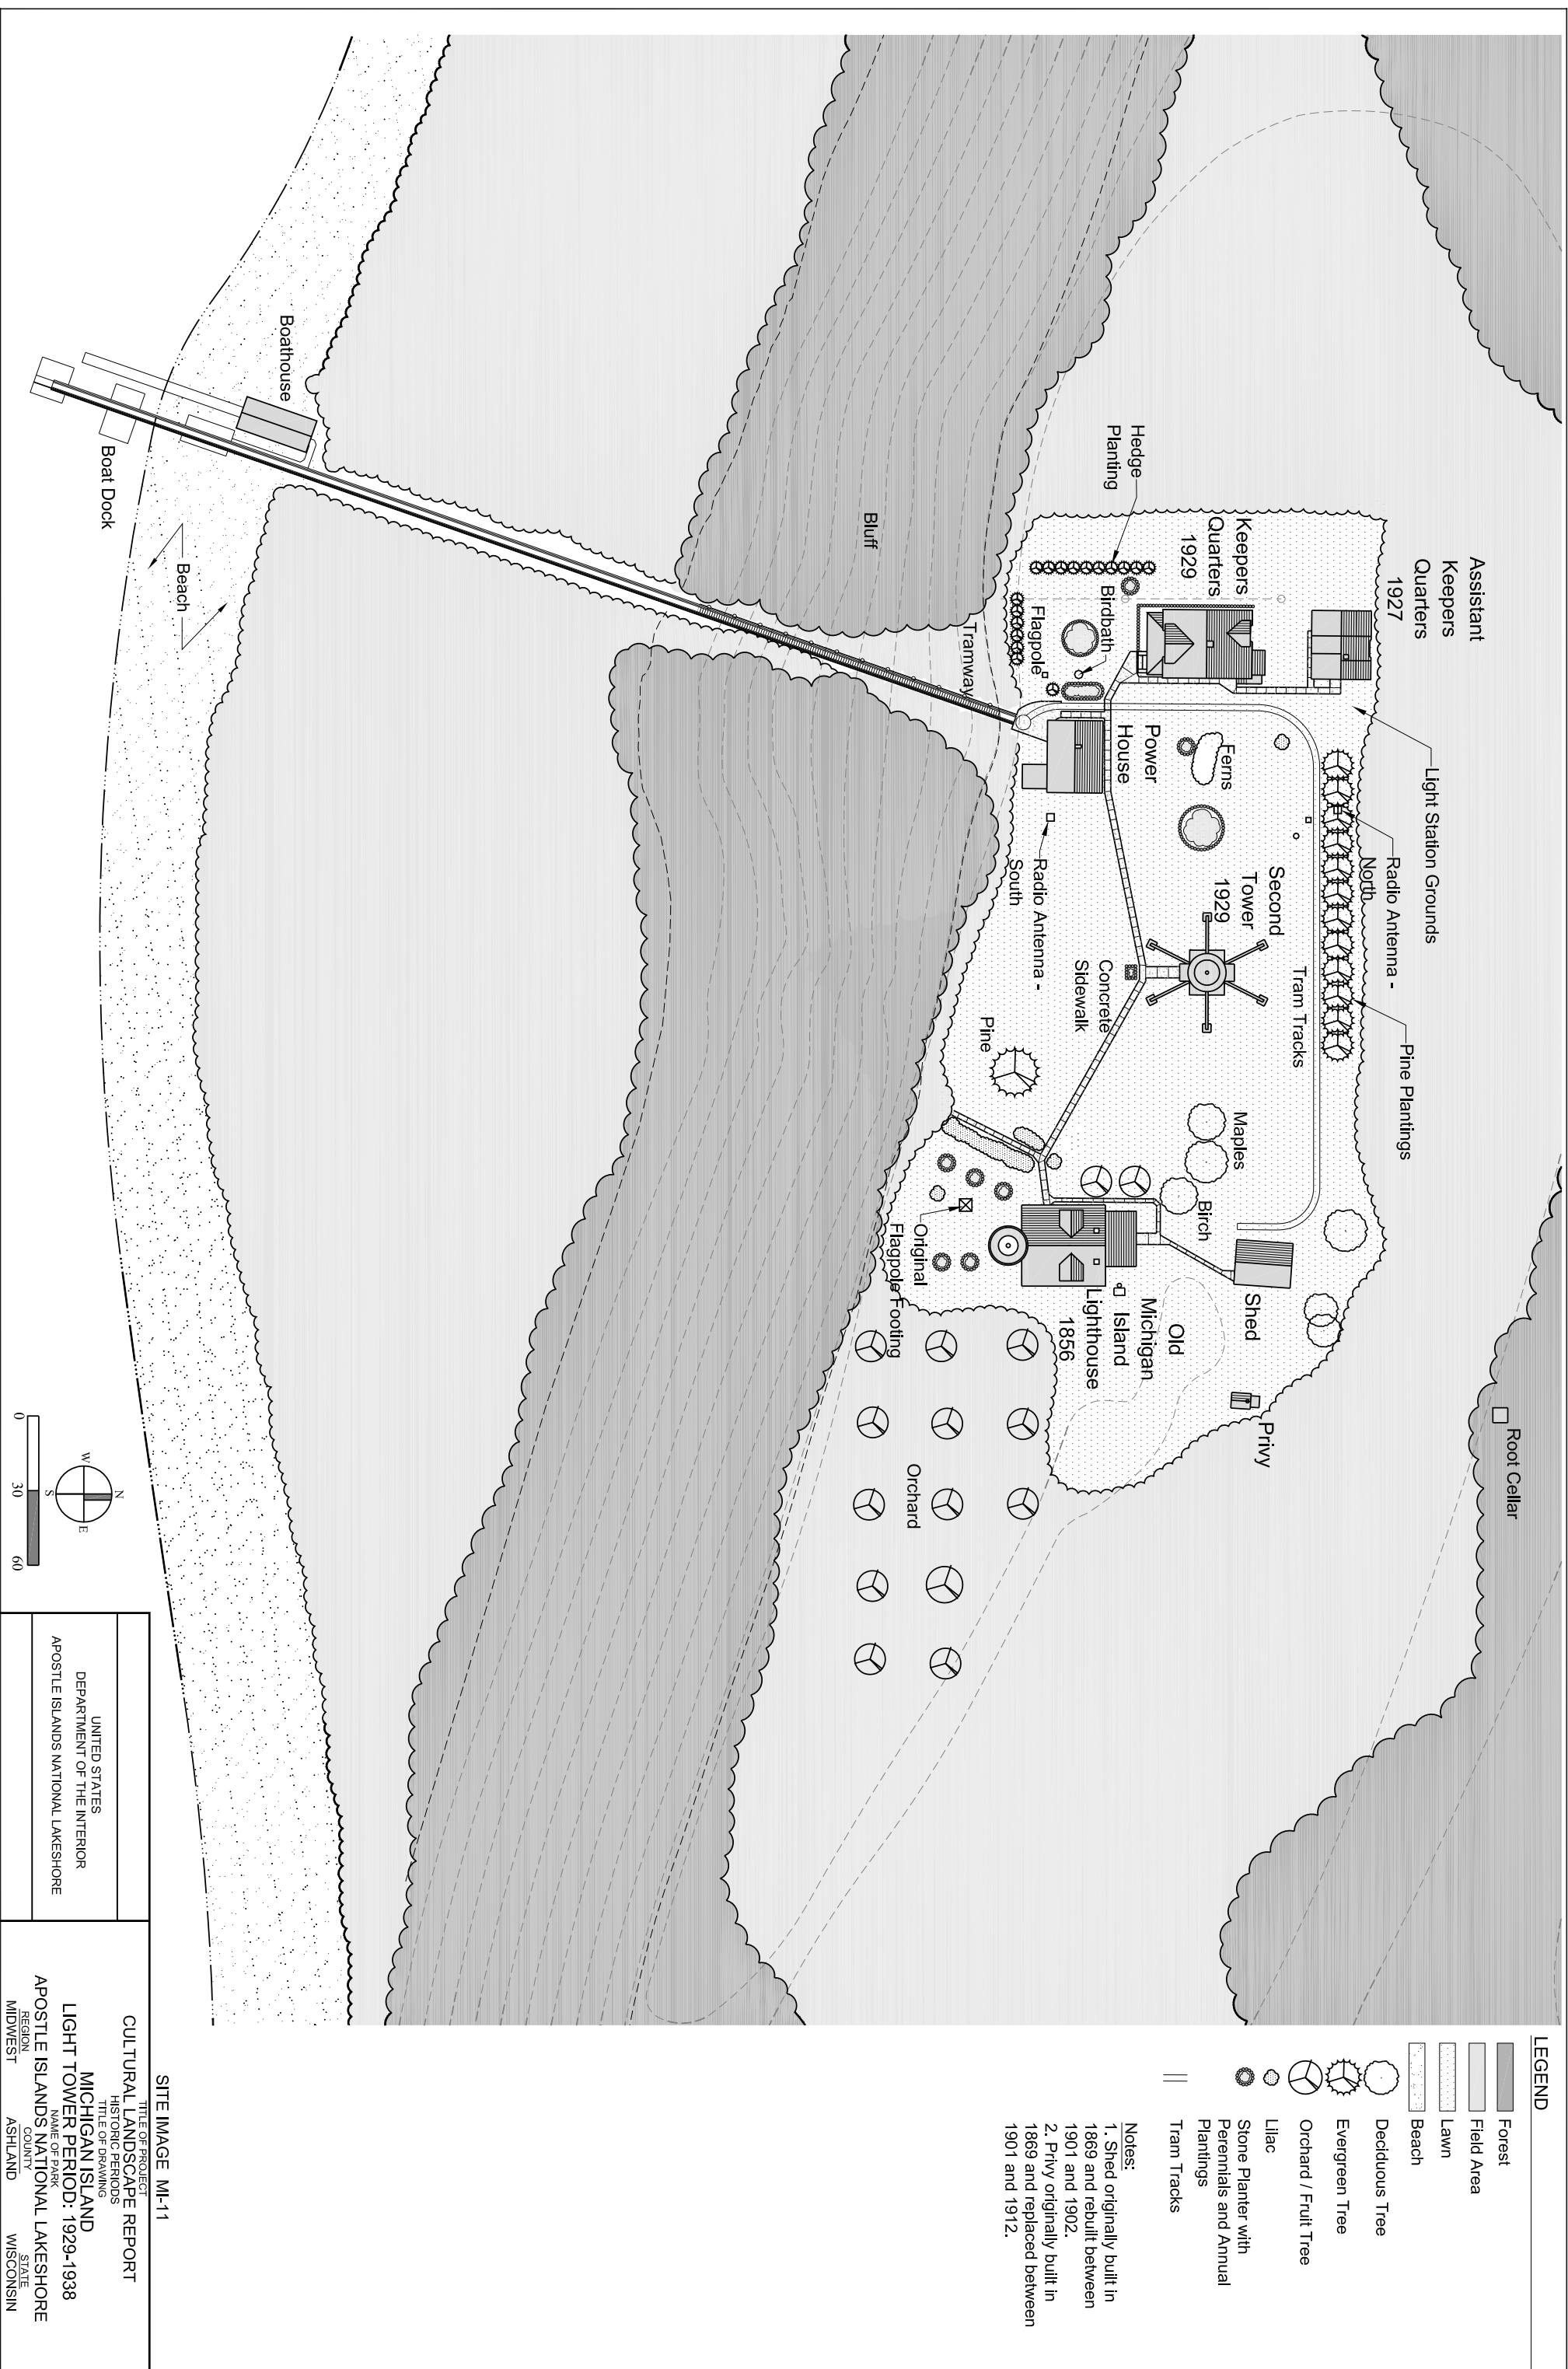 Assistant
Keepers
Quarters
1927
Keepers
Quarters
1929
Hedge
Planting
Birdbath
Flagpole
Tramway
Bluff
Boathouse
Boat Dock
Beach
Light Station Grounds
Radio Antenna -
North
Pine Plantings
Ferns
Power
House
Radio Antenna -
South
Second
Tower
1929
Tram Tracks
Concrete
Sidewalk
Pine
Maples
Birch
Original
Flagpole Footing
Old
Michigan
Island
Lighthouse
1856
Shed
Privy
Root Cellar
Orchard
LEGEND
Forest
Field Area
Lawn
Beach
Deciduous Tree
Evergreen Tree
Orchard / Fruit Tree
Lilac
Stone Planter with
Perennials and Annual
Plantings
Tram Tracks
Notes:
1. Shed originally built in
1869 and rebuilt between
1901 and 1902.
2. Privy originally built in
1869 and replaced between
1901 and 1912.
N
W
E
S
0 30 60
UNITED STATES
DEPARTMENT OF THE INTERIOR
APOSTLE ISLANDS NATIONAL LAKESHORE
SITE IMAGE MI-11
TITLE OF PROJECT
CULTURAL LANDSCAPE REPORT
HISTORIC PERIODS
TITLE OF DRAWING
MICHIGAN ISLAND
LIGHT TOWER PERIOD: 1929-1938
NAME OF PARK
APOSTLE ISLANDS NATIONAL LAKESHORE
REGION COUNTY STATE
MIDWEST ASHLAND WISCONSIN